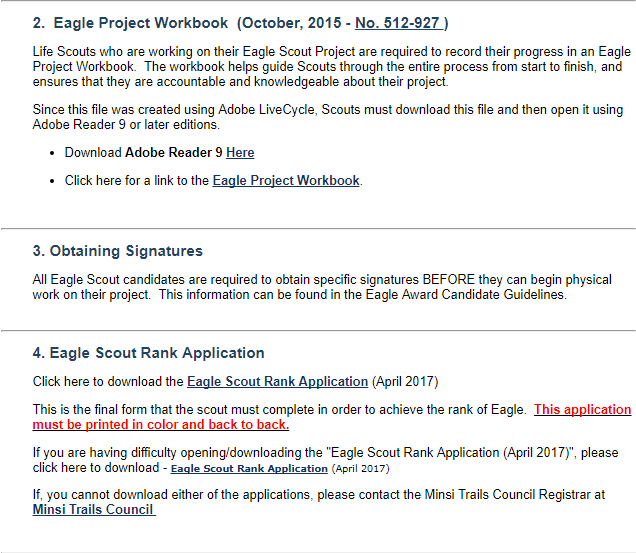 2.  Eagle Project Workbook  (October, 2015 - No. 512-927 )
Life Scouts who are working on their Eagle Scout Project are required to record their progress in an Eagle
Project Workbook.  The workbook helps guide Scouts through the entire process from start to finish, and
ensures that they are accountable and knowledgeable about their project.
Since this file was created using Adobe LiveCycle, Scouts must download this file and then open it using
Adobe Reader 9 or later editions.
• Download Adobe Reader 9 Here
• Click here for a link to the Eagle Project Workbook.
3. Obtaining Signatures
All Eagle Scout candidates are required to obtain specific signatures BEFORE they can begin physical
work on their project.  This information can be found in the Eagle Award Candidate Guidelines.
4. Eagle Scout Rank Application
Click here to download the Eagle Scout Rank Application (April 2017)
This is the final form that the scout must complete in order to achieve the rank of Eagle.  This application
must be printed in color and back to back.
If you are having difficulty opening/downloading the "Eagle Scout Rank Application (April 2017)", please
click here to download - Eagle Scout Rank Application (April 2017)
If, you cannot download either of the applications, please contact the Minsi Trails Council Registrar at
Minsi Trails Council